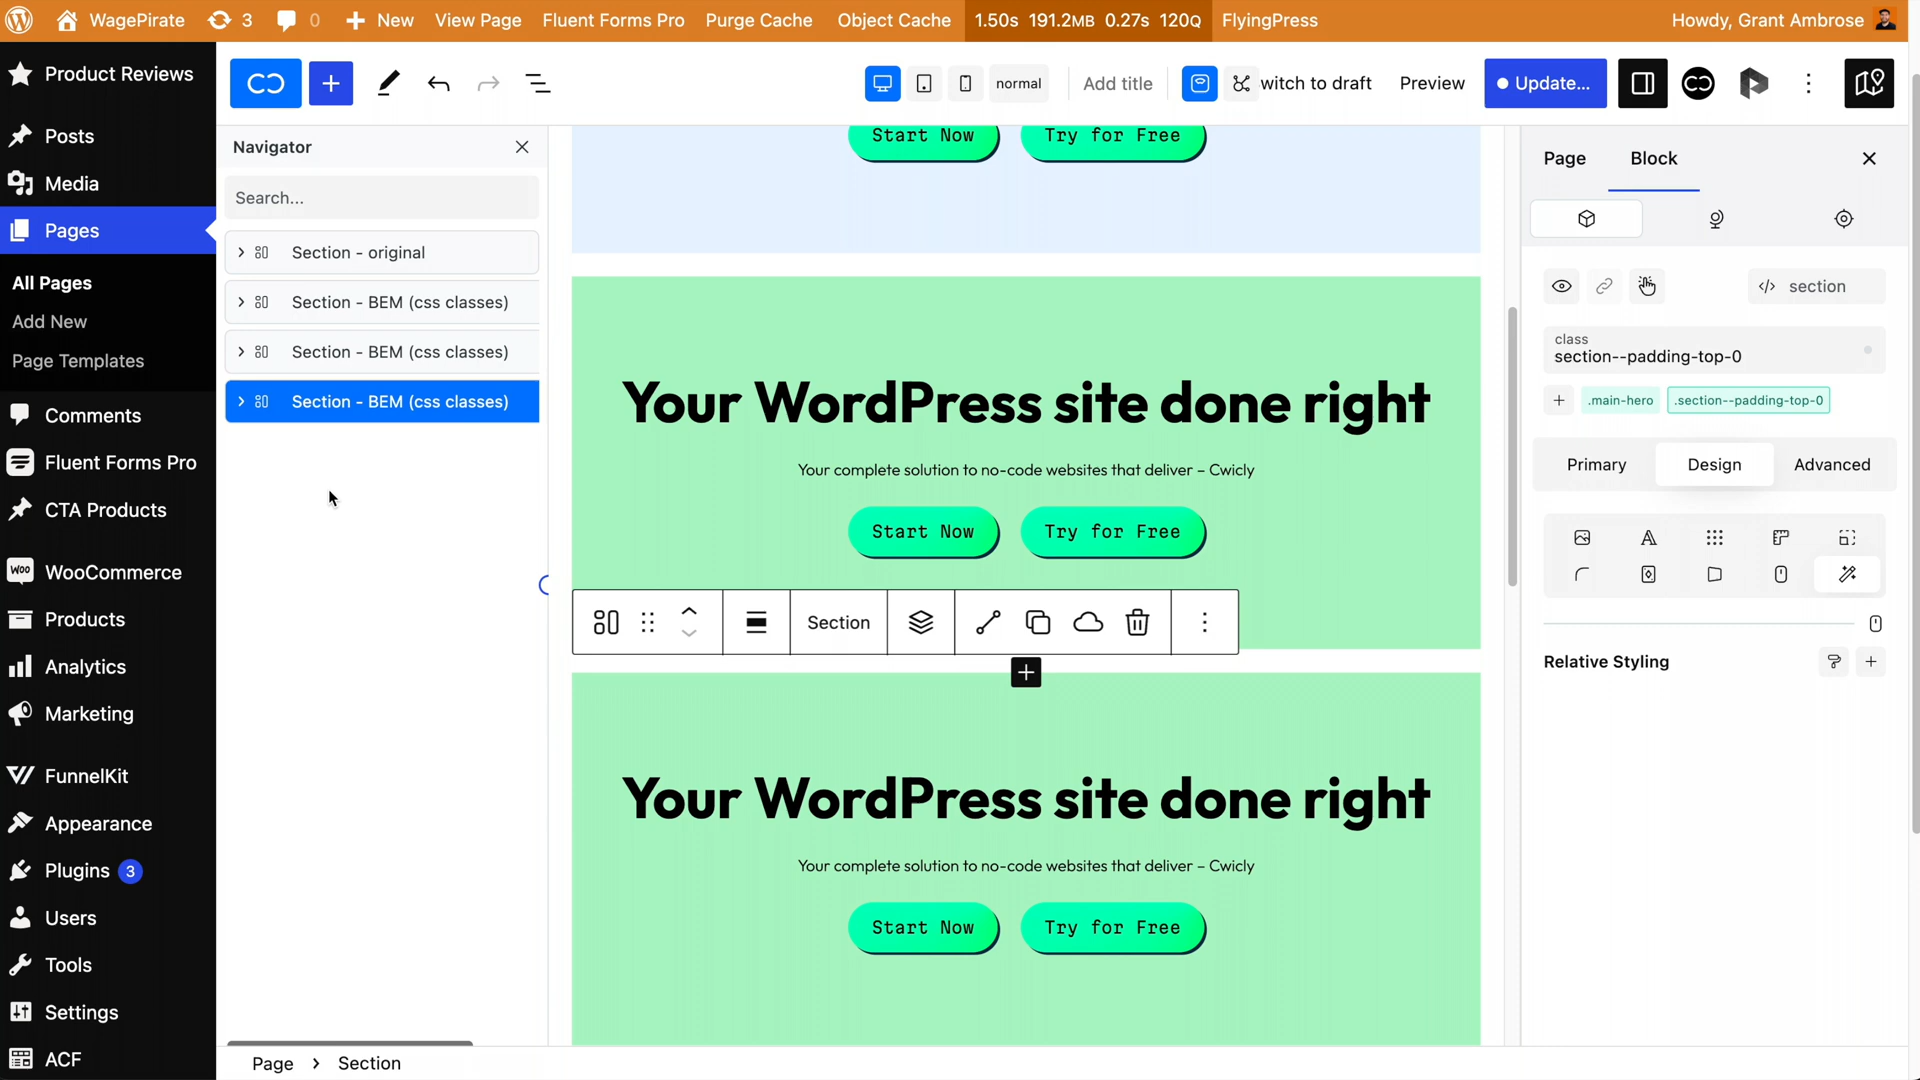 WagePirate 3 0 New View Page Fluent Forms Pro Purge Cache Object Cache 1.50s 191.2MB 0.27s 120Q FlyingPress Howdy, Grant Ambrose
Product Reviews
Posts
Media
Pages
All Pages
Add New
Page Templates
Comments
Fluent Forms Pro
CTA Products
WooCommerce
Products
Analytics
Marketing
FunnelKit
Appearance
Plugins 3
Users
Tools
Settings
ACF
normal Add title witch to draft Preview Update...
Navigator
Search...
Section - original
Section - BEM (css classes)
Section - BEM (css classes)
Section - BEM (css classes)
Start Now Try for Free
Your WordPress site done right
Your complete solution to no-code websites that deliver – Cwicly
Start Now Try for Free
Section
Your WordPress site done right
Your complete solution to no-code websites that deliver – Cwicly
Start Now Try for Free
Page Block
section
class
section--padding-top-0
.main-hero .section--padding-top-0
Primary Design Advanced
Relative Styling
Page Section